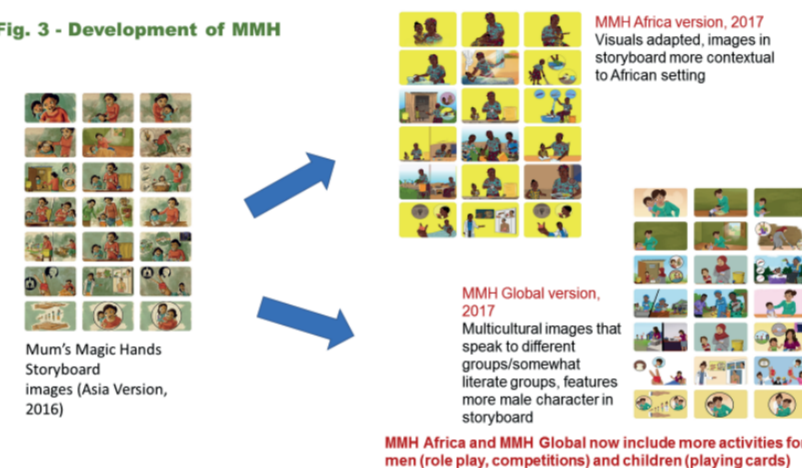 Fig. 3 - Development of MMH
MMH Africa version, 2017
Visuals adapted, images in
storyboard more contextual
to African setting
Mum's Magic Hands
Storyboard
images (Asia Version,
2016)
MMH Global version,
2017
Multicultural images that
speak to different
groups/somewhat
literate groups, features
more male character in
storyboard
MMH Africa and MMH Global now include more activities for
men (role play, competitions) and children (playing cards)